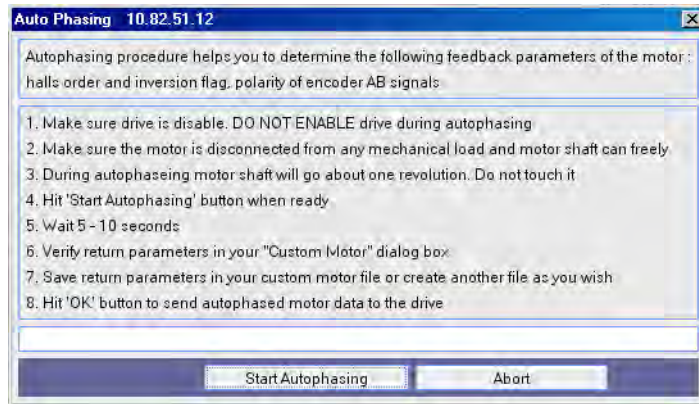 Auto Phasing 10.82.51.12
Autophasing procedure helps you to determine the following feedback parameters of the motor :
halls order and inversion flag, polarity of encoder AB signals
1. Make sure drive is disable. DO NOT ENABLE drive during autophasing
2. Make sure the motor is disconnected from any mechanical load and motor shaft can freely
3. During autophaseing motor shaft will go about one revolution. Do not touch it
4. Hit 'Start Autophasing' button when ready
5. Wait 5 - 10 seconds
6. Verify return parameters in your "Custom Motor" dialog box
7. Save return parameters in your custom motor file or create another file as you wish
8. Hit 'OK' button to send autophased motor data to the drive
Start Autophasing Abort